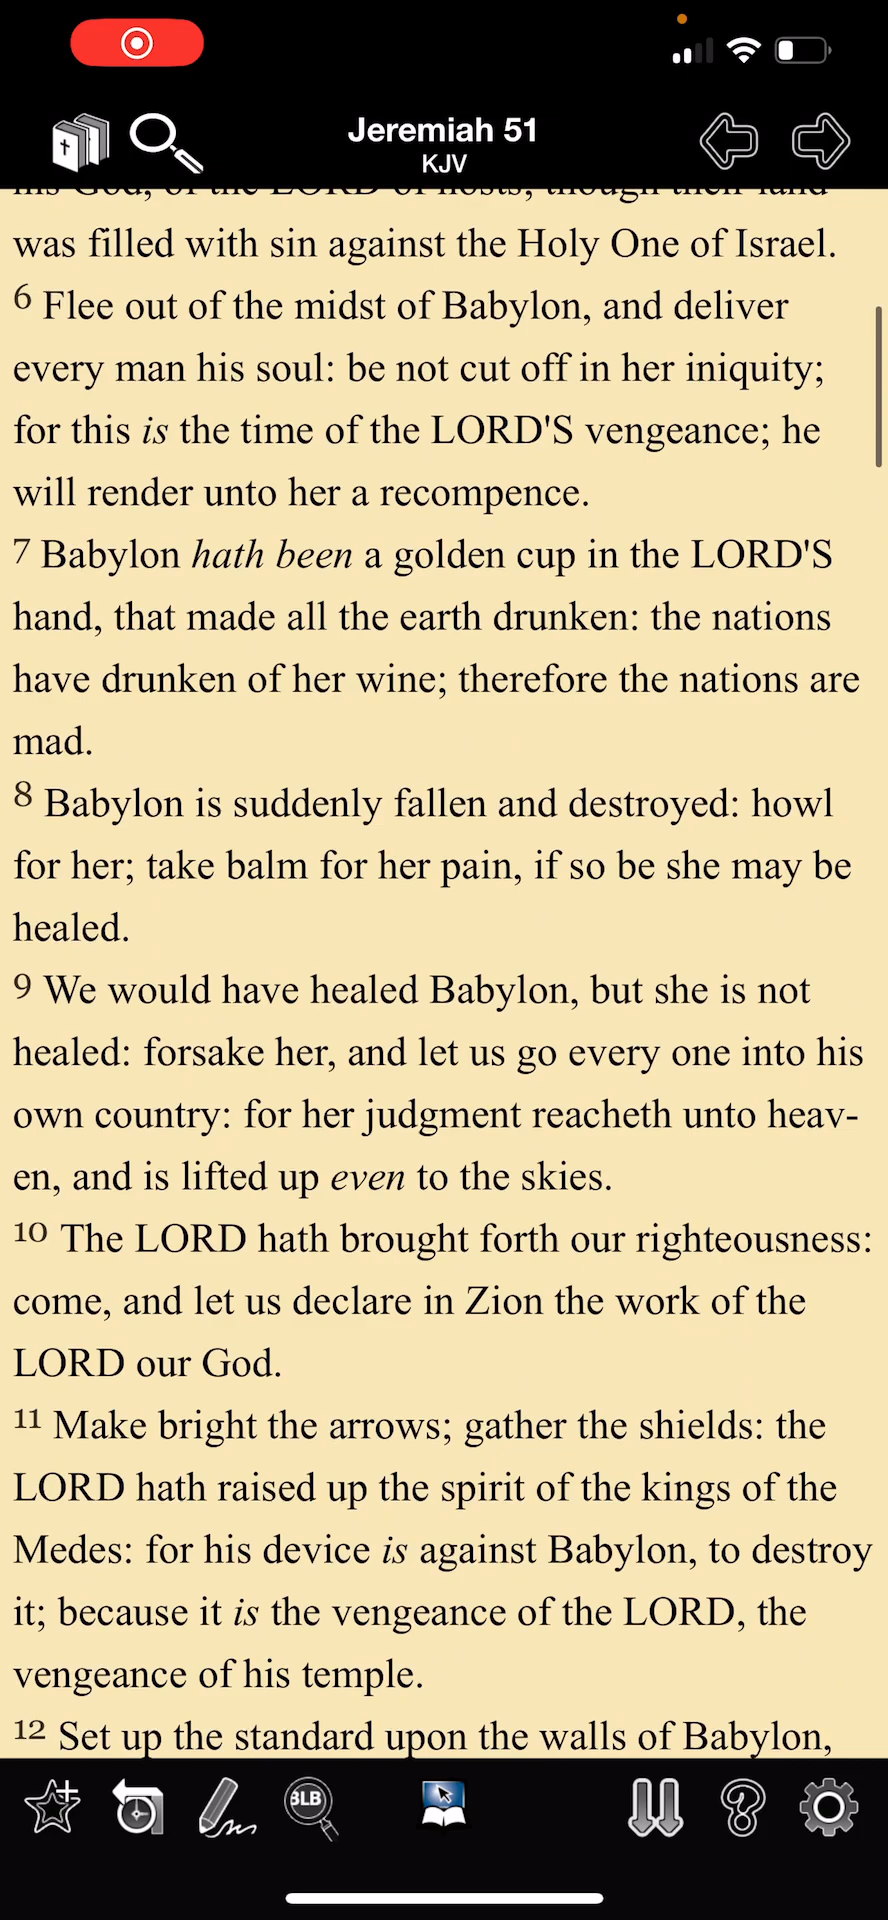 Jeremiah 51
KJV
his God, of the LORD of hosts, though their land
was filled with sin against the Holy One of Israel.
6 Flee out of the midst of Babylon, and deliver
every man his soul: be not cut off in her iniquity;
for this is the time of the LORD'S vengeance; he
will render unto her a recompence.
7 Babylon hath been a golden cup in the LORD'S
hand, that made all the earth drunken: the nations
have drunken of her wine; therefore the nations are
mad.
8 Babylon is suddenly fallen and destroyed: howl
for her; take balm for her pain, if so be she may be
healed.
9 We would have healed Babylon, but she is not
healed: forsake her, and let us go every one into his
own country: for her judgment reacheth unto heav-
en, and is lifted up even to the skies.
10 The LORD hath brought forth our righteousness:
come, and let us declare in Zion the work of the
LORD our God.
11 Make bright the arrows; gather the shields: the
LORD hath raised up the spirit of the kings of the
Medes: for his device is against Babylon, to destroy
it; because it is the vengeance of the LORD, the
vengeance of his temple.
12 Set up the standard upon the walls of Babylon,
BLB